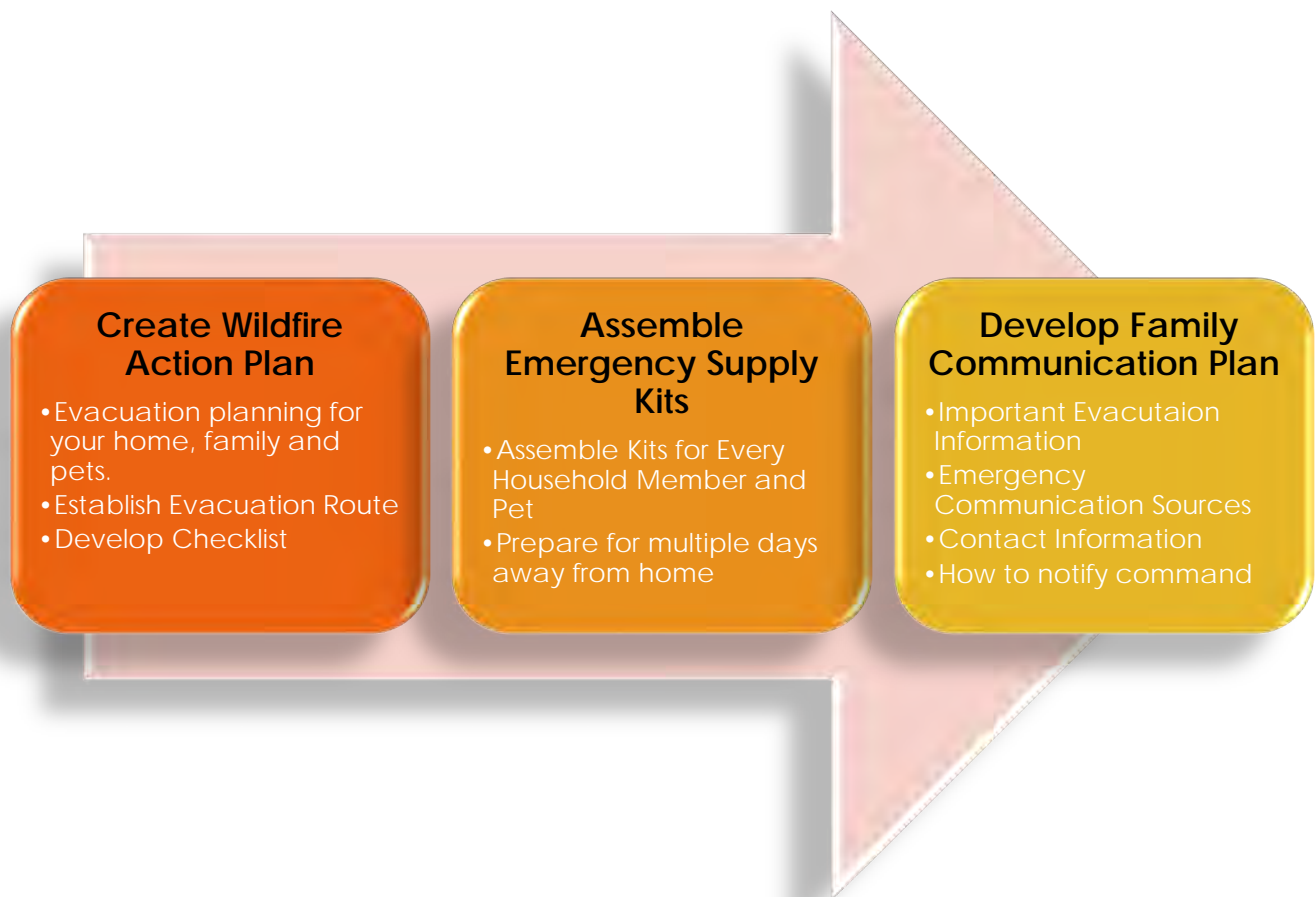 Create Wildfire
Action Plan
•Evacuation planning for
your home, family and
pets.
•Establish Evacuation Route
•Develop Checklist
Assemble
Emergency Supply
Kits
•Assemble Kits for Every
Household Member and
Pet
•Prepare for multiple days
away from home
Develop Family
Communication Plan
•Important Evacutaion
Information
•Emergency
Communication Sources
•Contact Information
•How to notify command